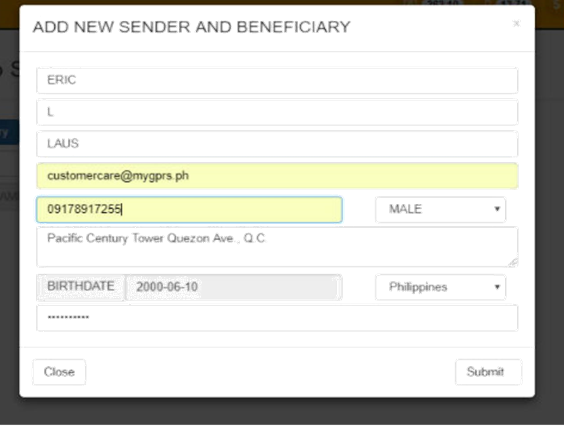 ADD NEW SENDER AND BENEFICIARY
×
ERIC
L
LAUS
customercare@mygprs.ph
09178917255
MALE
Pacific Century Tower Quezon Ave., Q.C.
BIRTHDATE 2000-06-10
Philippines
••••••••••
Close
Submit